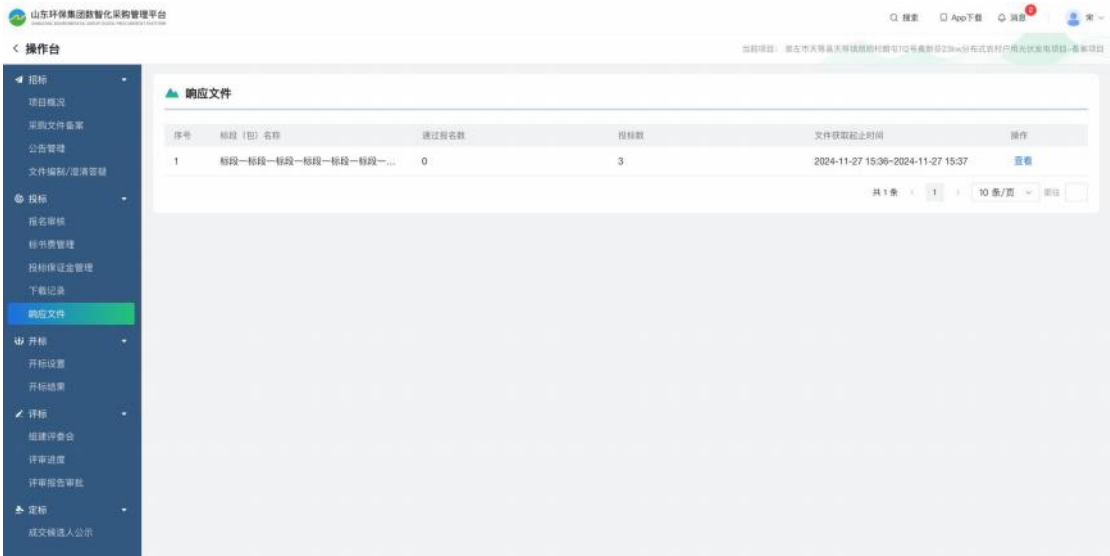 山东环保集团数智化采购管理平台
搜索 App下载 消息 2 宋
操作台
当前项目：
招标
项目概况
采购文件备案
公告管理
文件编制/澄清答疑
投标
报名审核
标书费管理
投标保证金管理
下载记录
响应文件
开标
开标设置
开标结果
评标
组建评委会
评审进度
评审报告审批
定标
成交候选人公示
响应文件
序号 标段（包）名称 通过报名数 投标数 文件获取起止时间 操作
1 标段一标段一标段一标段一标段一标段一... 0 3 2024-11-27 15:36~2024-11-27 15:37 查看
共 1 条 1 10 条/页 前往